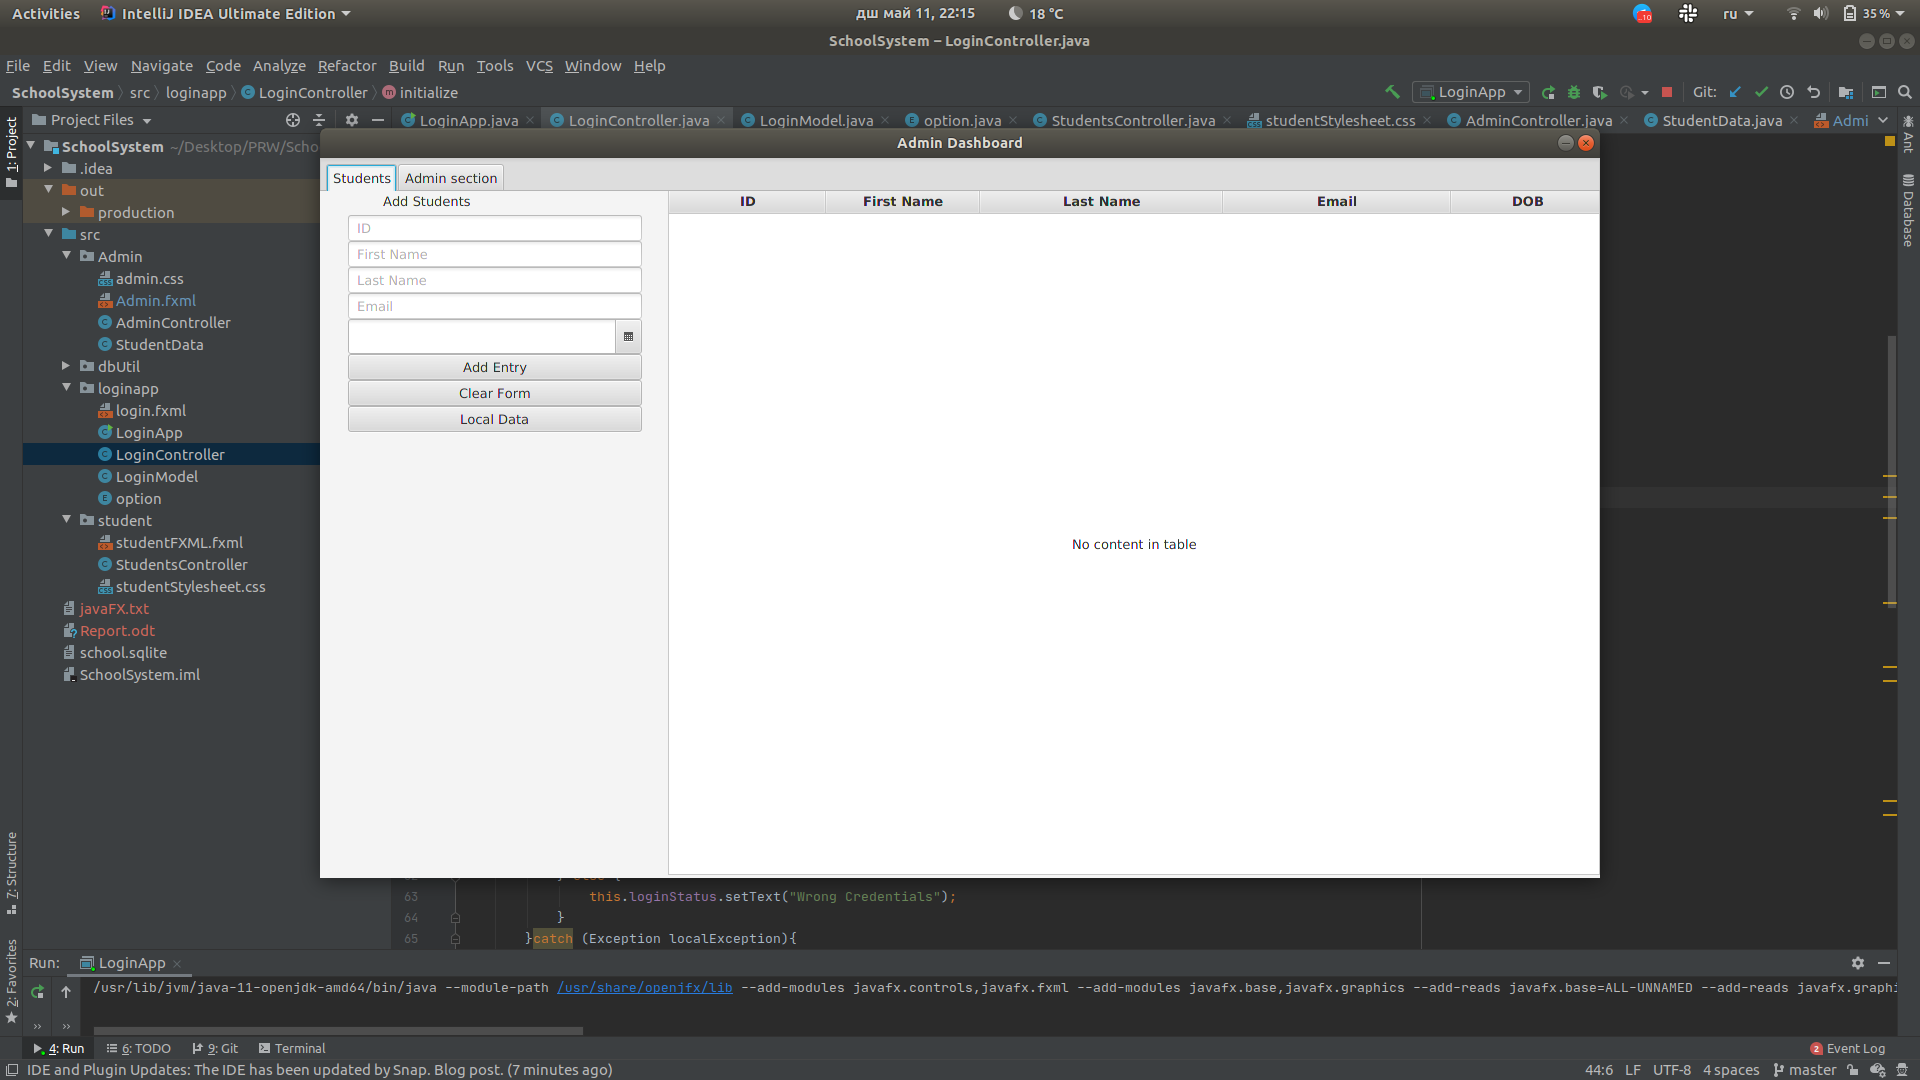 Activities IntelliJ IDEA Ultimate Edition дш май 11, 22:15 18 °C ru 35 %
SchoolSystem – LoginController.java
File Edit View Navigate Code Analyze Refactor Build Run Tools VCS Window Help
SchoolSystem src loginapp LoginController initialize LoginApp Git:
1: Project
Project Files LoginApp.java LoginController.java LoginModel.java option.java StudentsController.java studentStylesheet.css AdminController.java StudentData.java Admi
SchoolSystem ~/Desktop/PRW/Scho
.idea
out
production
src
Admin
admin.css
Admin.fxml
AdminController
StudentData
dbUtil
loginapp
login.fxml
LoginApp
LoginController
LoginModel
option
student
studentFXML.fxml
StudentsController
studentStylesheet.css
javaFX.txt
Report.odt
school.sqlite
SchoolSystem.iml
Admin Dashboard
Students Admin section
Add Students
ID
First Name
Last Name
Email
Add Entry
Clear Form
Local Data
ID First Name Last Name Email DOB
No content in table
Ant
Database
7: Structure
2: Favorites
63 this.loginStatus.setText("Wrong Credentials");
64 }
65 }catch (Exception localException){
Run: LoginApp
/usr/lib/jvm/java-11-openjdk-amd64/bin/java --module-path /usr/share/openjfx/lib --add-modules javafx.controls,javafx.fxml --add-modules javafx.base,javafx.graphics --add-reads javafx.base=ALL-UNNAMED --add-reads javafx.graphi
4: Run 6: TODO 9: Git Terminal 2 Event Log
IDE and Plugin Updates: The IDE has been updated by Snap. Blog post. (7 minutes ago) 44:6 LF UTF-8 4 spaces master